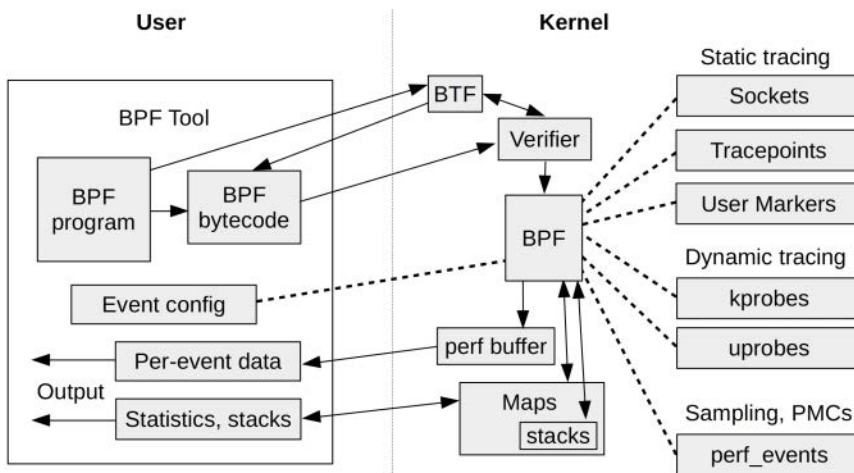 User
Kernel
BPF Tool
BPF
program
BPF
bytecode
Event config
Per-event data
Output
Statistics, stacks
BTF
Verifier
BPF
perf buffer
Maps
stacks
Static tracing
Sockets
Tracepoints
User Markers
Dynamic tracing
kprobes
uprobes
Sampling, PMCs
perf_events